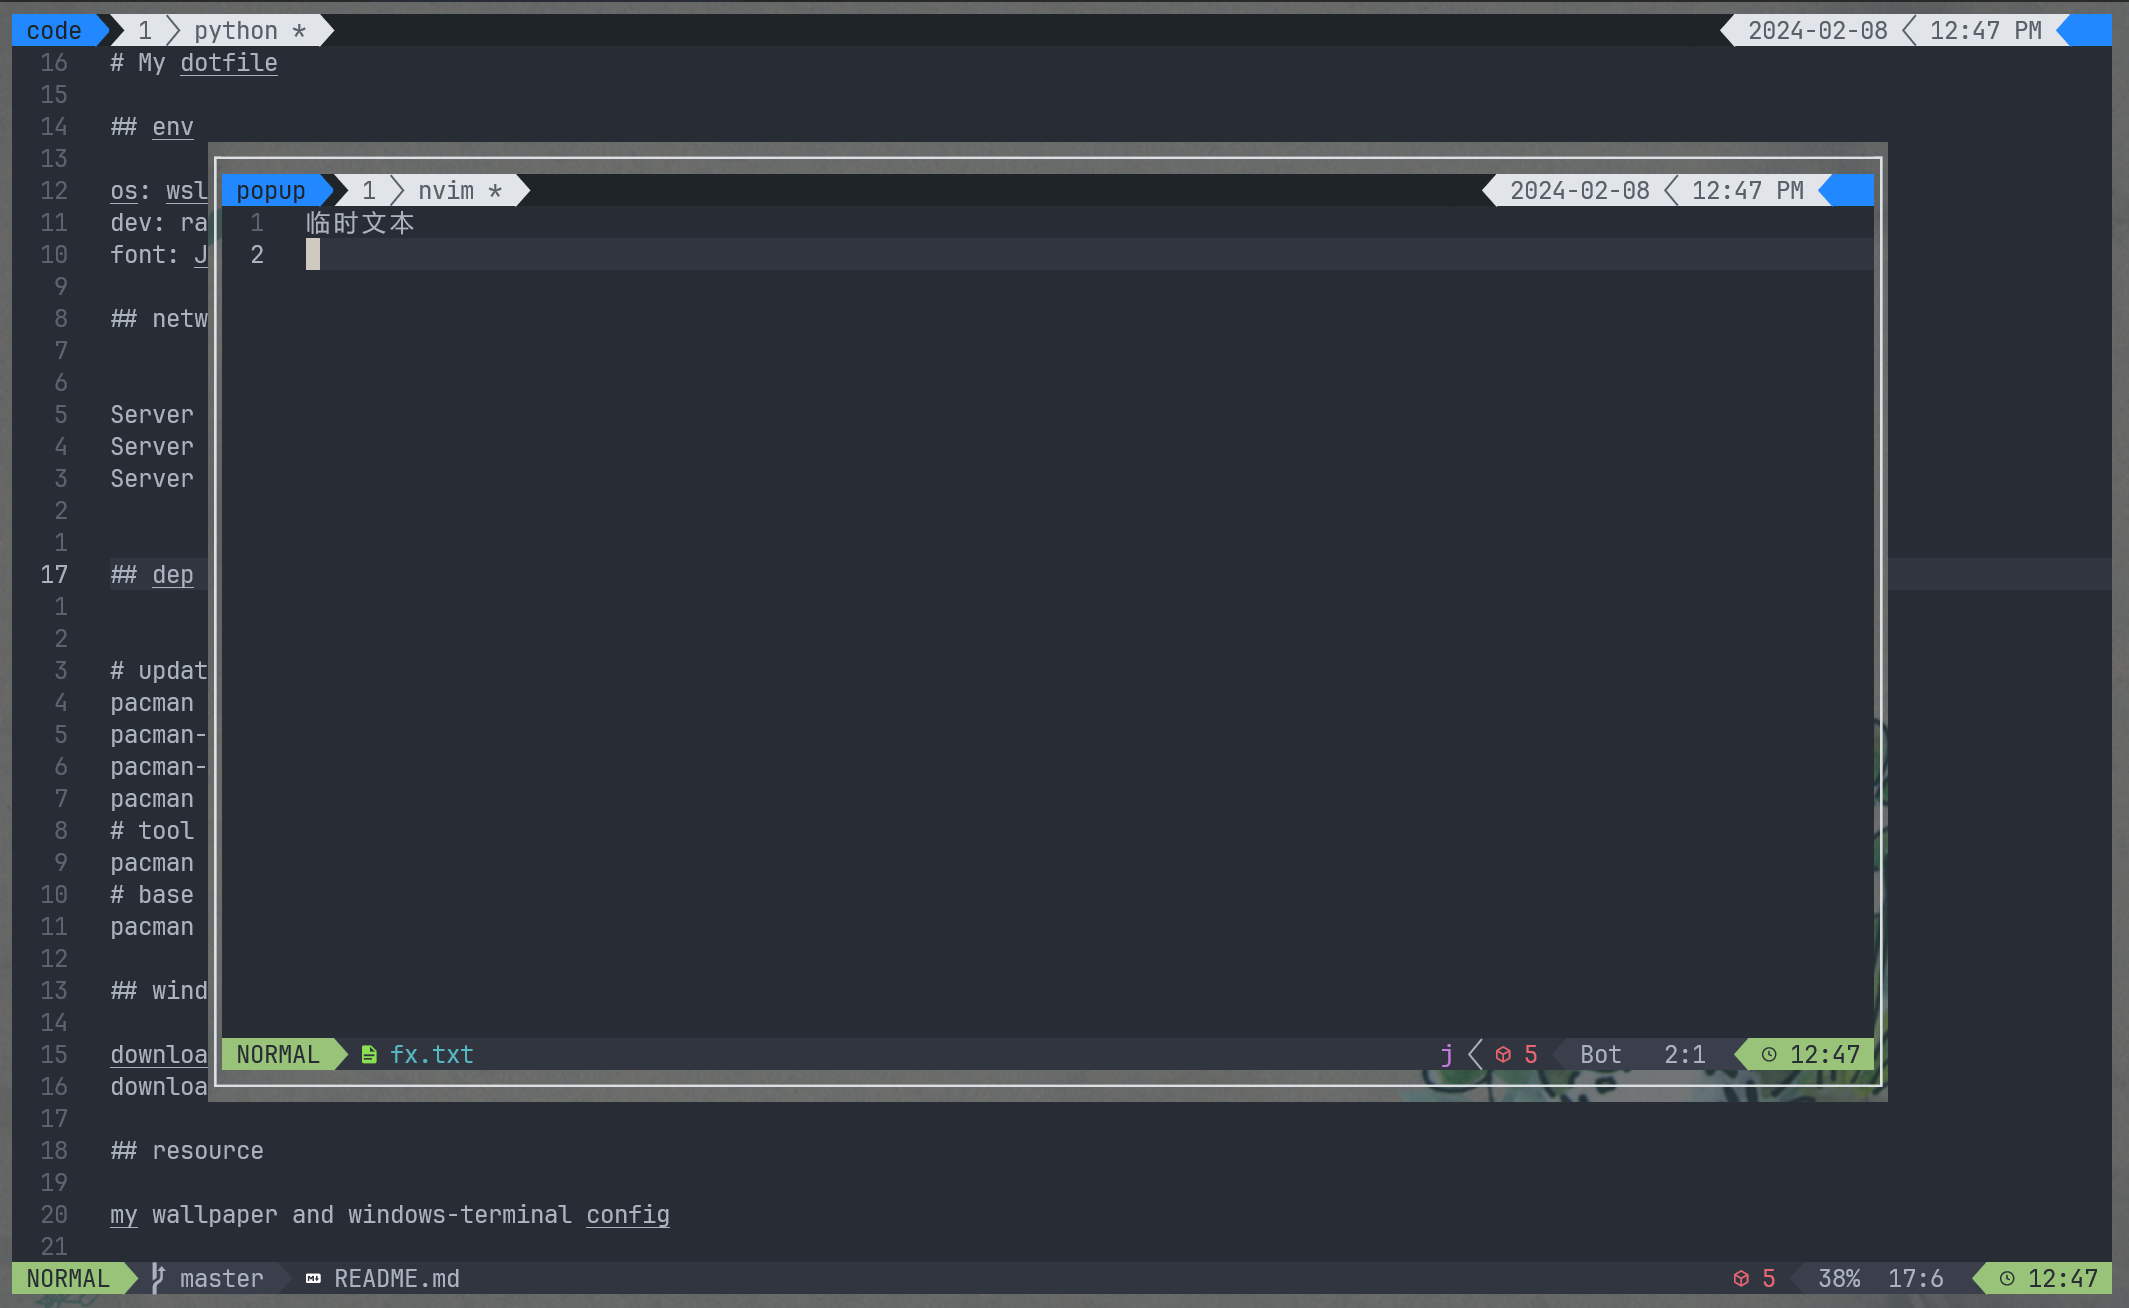 code 1 python * 2024-02-08 12:47 PM
16 # My dotfile
15
14 ## env
13
12 os: wsl
11 dev: ra
10 font: J
9
8 ## netw
7
6
5 Server
4 Server
3 Server
2
1
17 ## dep
1
2
3 # updat
4 pacman
5 pacman-
6 pacman-
7 pacman
8 # tool
9 pacman
10 # base
11 pacman
12
13 ## wind
14
15 downloa
16 downloa
17
18 ## resource
19
20 my wallpaper and windows-terminal config
21
NORMAL master README.md 5 38% 17:6 12:47
popup 1 nvim * 2024-02-08 12:47 PM
1 临时文本
2
NORMAL fx.txt j 5 Bot 2:1 12:47